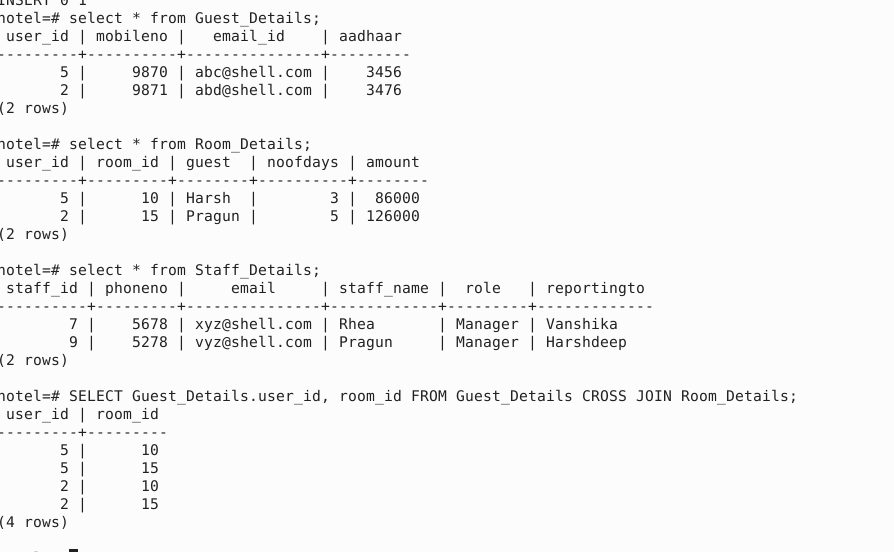 INSERT 0 1
hotel=# select * from Guest_Details;
user_id | mobileno | email_id | aadhaar
---------+----------+---------------+---------
5 | 9870 | abc@shell.com | 3456
2 | 9871 | abd@shell.com | 3476
(2 rows)
hotel=# select * from Room_Details;
user_id | room_id | guest | noofdays | amount
---------+---------+--------+----------+--------
5 | 10 | Harsh | 3 | 86000
2 | 15 | Pragun | 5 | 126000
(2 rows)
hotel=# select * from Staff_Details;
staff_id | phoneno | email | staff_name | role | reportingto
----------+---------+---------------+------------+---------+-------------
7 | 5678 | xyz@shell.com | Rhea | Manager | Vanshika
9 | 5278 | vyz@shell.com | Pragun | Manager | Harshdeep
(2 rows)
hotel=# SELECT Guest_Details.user_id, room_id FROM Guest_Details CROSS JOIN Room_Details;
user_id | room_id
---------+---------
5 | 10
5 | 15
2 | 10
2 | 15
(4 rows)